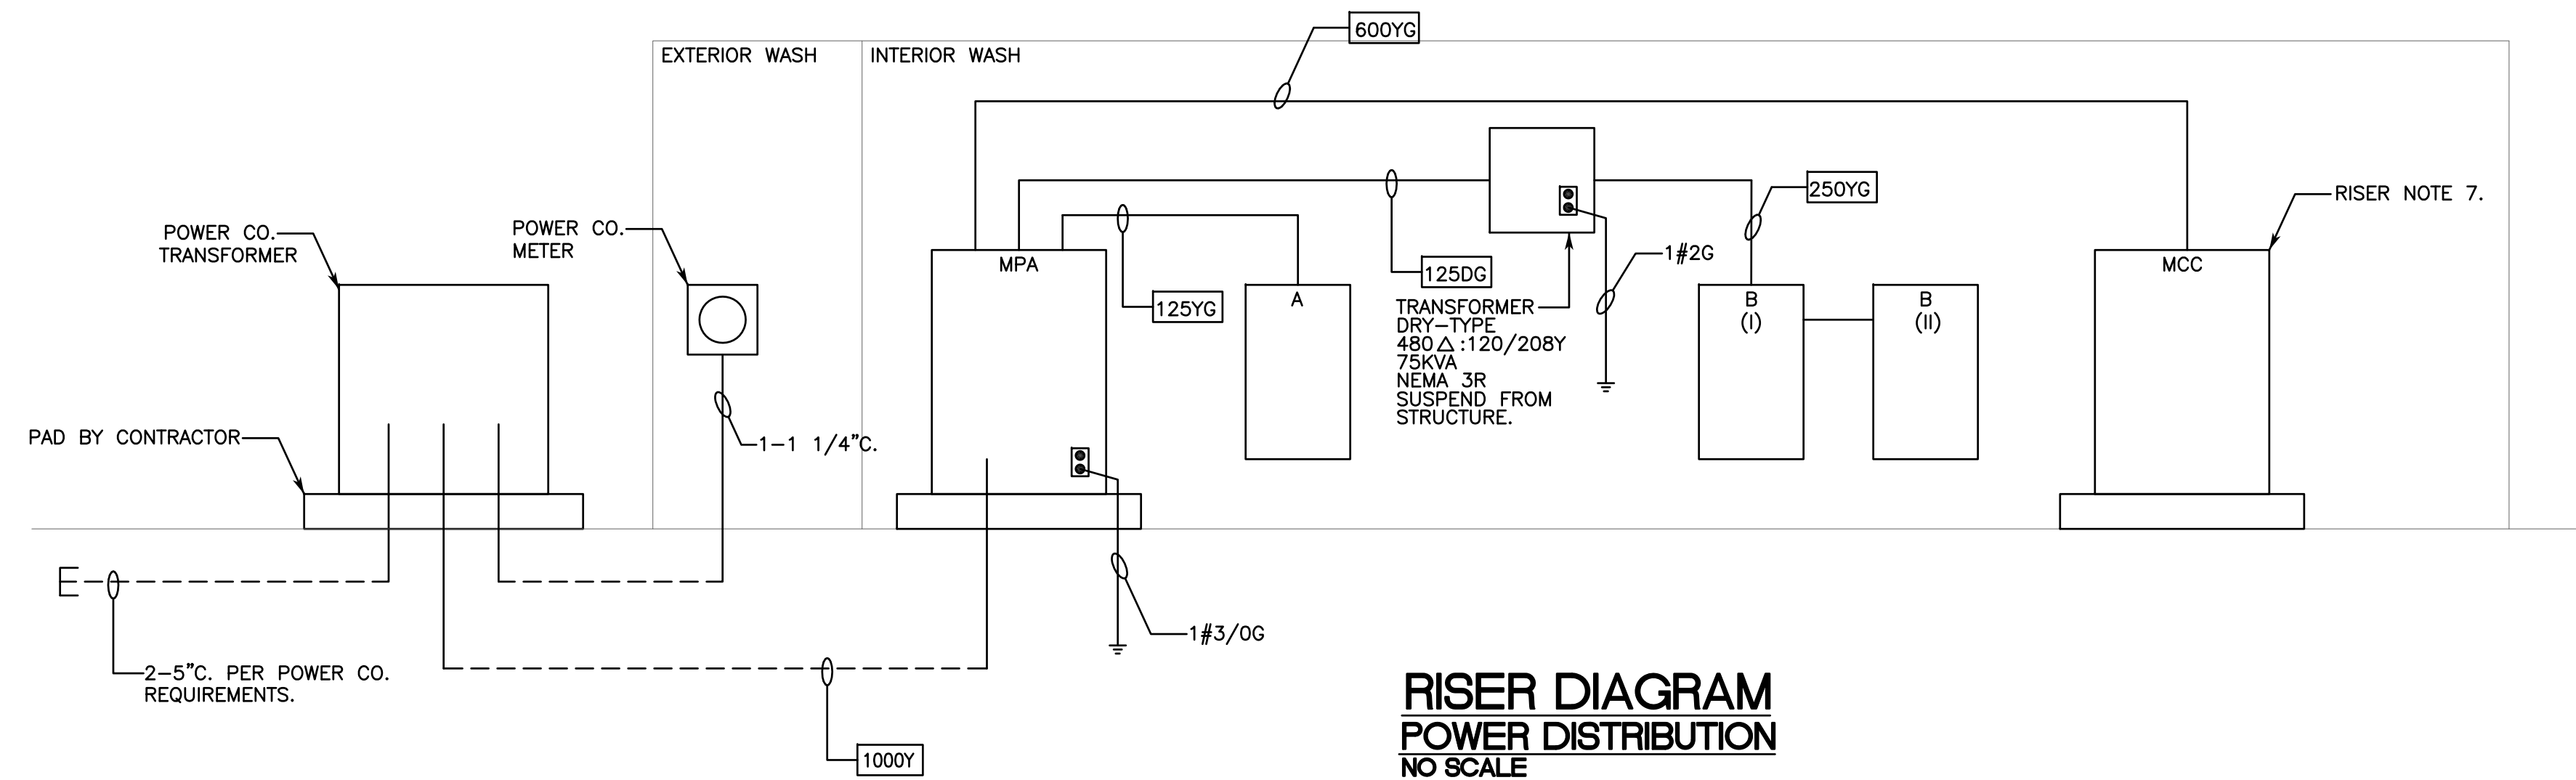 600YG
EXTERIOR WASH
INTERIOR WASH
250YG
RISER NOTE 7.
POWER CO.
TRANSFORMER
POWER CO.
METER
MPA
1#2G
MCC
125DG
125YG
A
TRANSFORMER
DRY-TYPE
480△:120/208Y
75KVA
NEMA 3R
SUSPEND FROM
STRUCTURE.
B
(I)
B
(II)
PAD BY CONTRACTOR
1-1 1/4"C.
1#3/0G
2-5"C. PER POWER CO.
REQUIREMENTS.
1000Y
RISER DIAGRAM
POWER DISTRIBUTION
NO SCALE